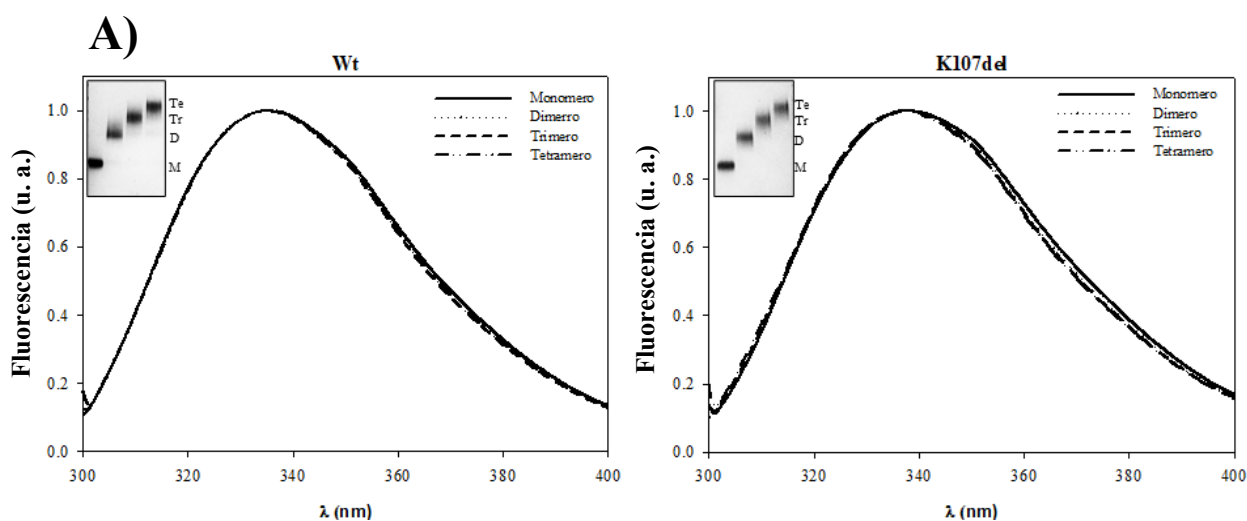 A)
Wt
Fluorescencia (u. a.)
1.0
0.8
0.6
0.4
0.2
0.0
300
320
340
360
380
400
λ (nm)
Te
Tr
D
M
Monomero
Dimerro
Trimero
Tetramero
K107del
Fluorescencia (u. a.)
1.0
0.8
0.6
0.4
0.2
0.0
300
320
340
360
380
400
λ (nm)
Te
Tr
D
M
Monomero
Dimero
Trimero
Tetramero